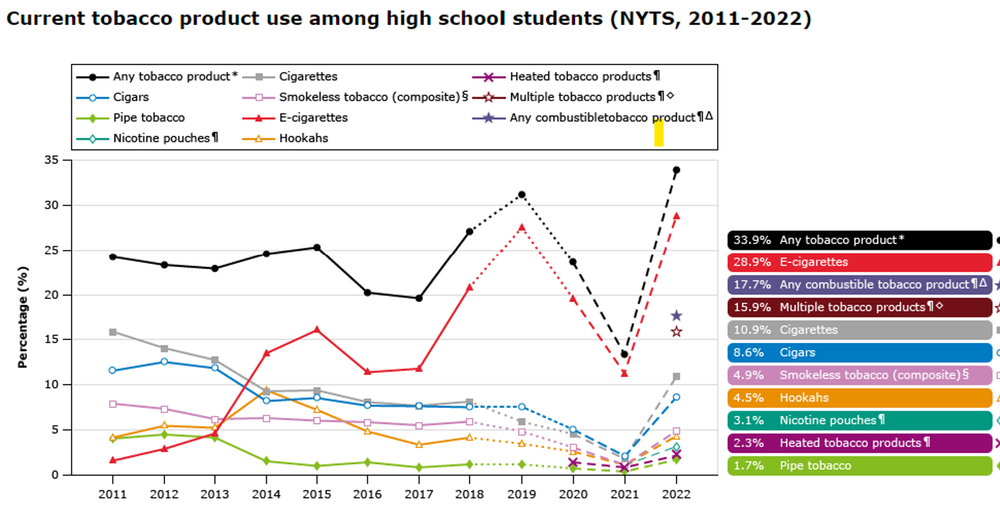 Current tobacco product use among high school students (NYTS, 2011-2022)
Any tobacco product* Cigarettes Heated tobacco products¶
Cigars Smokeless tobacco (composite)§ Multiple tobacco products¶⋄
Pipe tobacco E-cigarettes Any combustibletobacco product¶Δ
Nicotine pouches¶ Hookahs
35
30
25
20
15
10
5
0
Percentage (%)
2011 2012 2013 2014 2015 2016 2017 2018 2019 2020 2021 2022
33.9% Any tobacco product*
28.9% E-cigarettes
17.7% Any combustible tobacco product¶Δ
15.9% Multiple tobacco products¶⋄
10.9% Cigarettes
8.6% Cigars
4.9% Smokeless tobacco (composite)§
4.5% Hookahs
3.1% Nicotine pouches¶
2.3% Heated tobacco products¶
1.7% Pipe tobacco